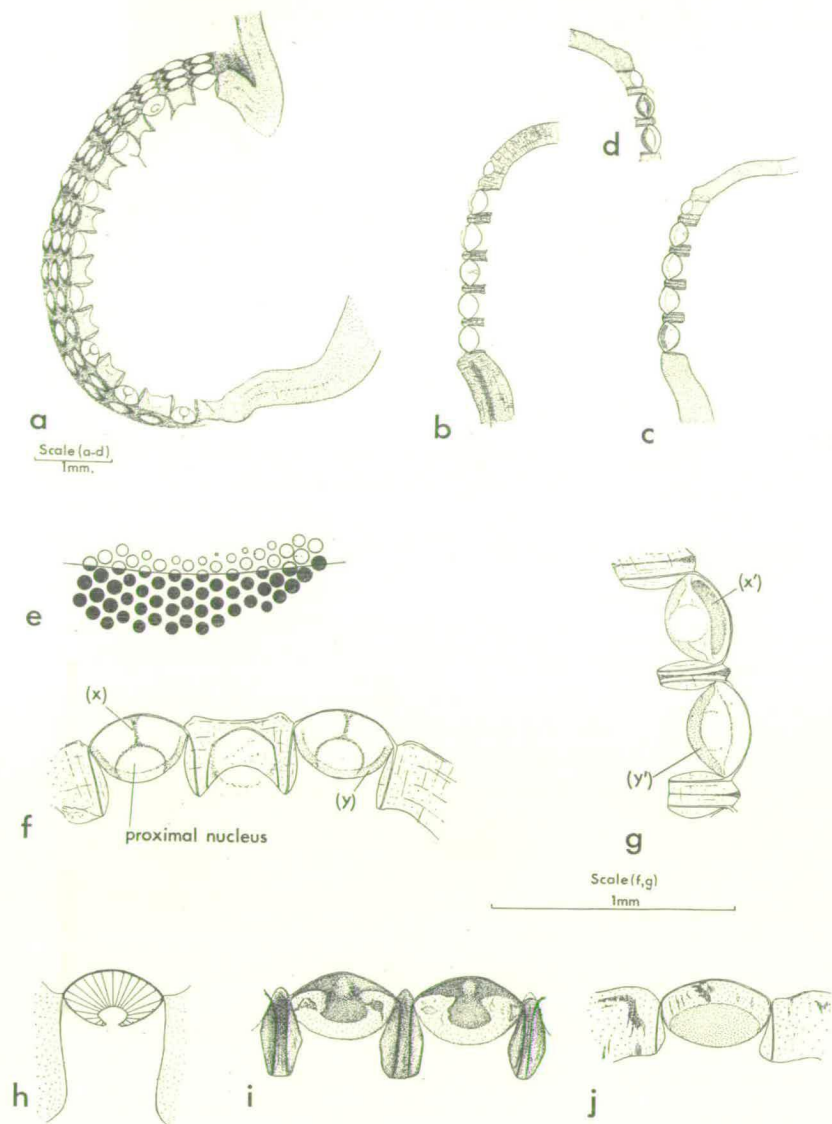 a
Scale (a-d)
1mm.
b
c
d
e
(x)
(y)
f
proximal nucleus
(x')
(y')
g
Scale (f,g)
1mm
h
i
j